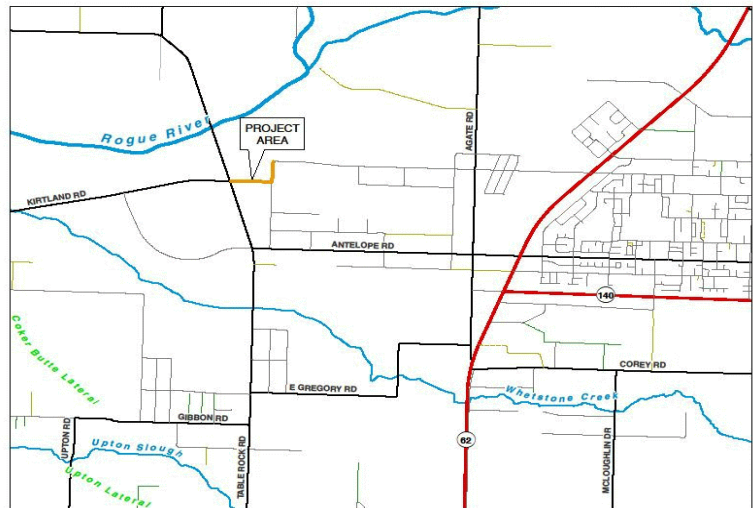 Rogue River
PROJECT
AREA
AGATE RD
KIRTLAND RD
ANTELOPE RD
140
Coker Butte Lateral
COREY RD
E GREGORY RD
Whetstone Creek
GIBBON RD
UPTON RD
Upton Slough
TABLE ROCK RD
62
MCLOUGHLIN DR
Upton Lateral